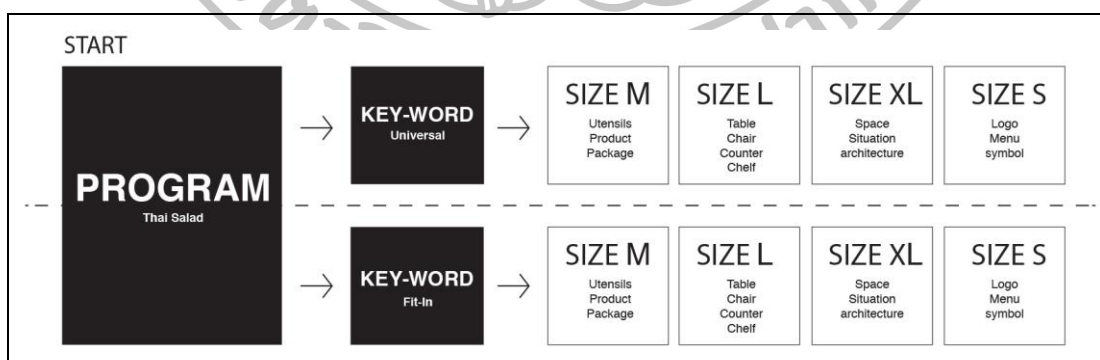 START
PROGRAM
Thai Salad
KEY-WORD
Universal
SIZE M
Utensils
Product
Package
SIZE L
Table
Chair
Counter
Chelf
SIZE XL
Space
Situation
architecture
SIZE S
Logo
Menu
symbol
KEY-WORD
Fit-In
SIZE M
Utensils
Product
Package
SIZE L
Table
Chair
Counter
Chelf
SIZE XL
Space
Situation
architecture
SIZE S
Logo
Menu
symbol